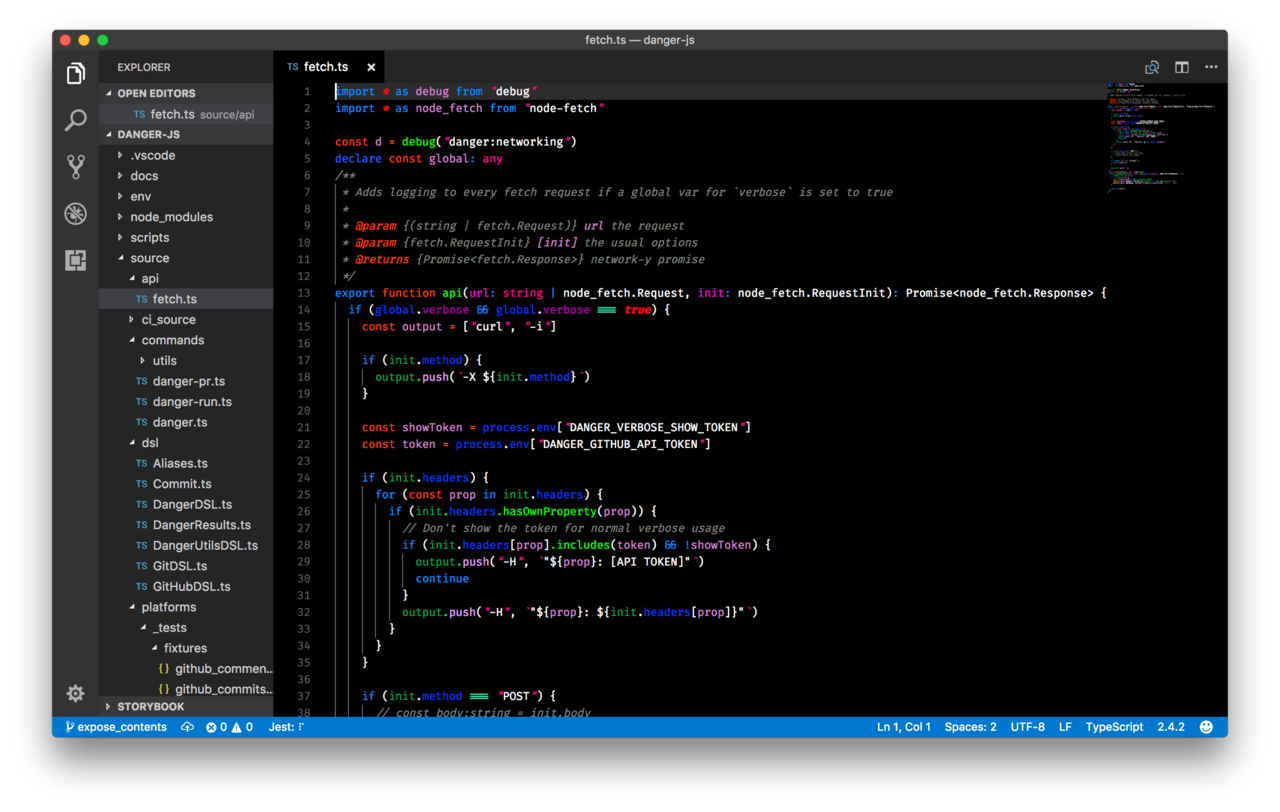 fetch.ts — danger-js
EXPLORER
OPEN EDITORS
TS fetch.ts source/api
DANGER-JS
.vscode
docs
env
node_modules
scripts
source
api
TS fetch.ts
ci_source
commands
utils
TS danger-pr.ts
TS danger-run.ts
TS danger.ts
dsl
TS Aliases.ts
TS Commit.ts
TS DangerDSL.ts
TS DangerResults.ts
TS DangerUtilsDSL.ts
TS GitDSL.ts
TS GitHubDSL.ts
platforms
_tests
fixtures
{} github_commen...
{} github_commits...
STORYBOOK
TS fetch.ts ×
1 import * as debug from "debug"
2 import * as node_fetch from "node-fetch"
3
4 const d = debug("danger:networking")
5 declare const global: any
6 /**
7 * Adds logging to every fetch request if a global var for `verbose` is set to true
8 *
9 * @param {(string | fetch.Request)} url the request
10 * @param {fetch.RequestInit} [init] the usual options
11 * @returns {Promise<fetch.Response>} network-y promise
12 */
13 export function api(url: string | node_fetch.Request, init: node_fetch.RequestInit): Promise<node_fetch.Response> {
14 if (global.verbose && global.verbose === true) {
15 const output = ["curl", "-i"]
16
17 if (init.method) {
18 output.push(`-X ${init.method}`)
19 }
20
21 const showToken = process.env["DANGER_VERBOSE_SHOW_TOKEN"]
22 const token = process.env["DANGER_GITHUB_API_TOKEN"]
23
24 if (init.headers) {
25 for (const prop in init.headers) {
26 if (init.headers.hasOwnProperty(prop)) {
27 // Don't show the token for normal verbose usage
28 if (init.headers[prop].includes(token) && !showToken) {
29 output.push("-H", `"${prop}: [API TOKEN]"`)
30 continue
31 }
32 output.push("-H", `"${prop}: ${init.headers[prop]}"`)
33 }
34 }
35 }
36
37 if (init.method === "POST") {
38 // const body:string = init.body
expose_contents 0 0 Jest: Ln 1, Col 1 Spaces: 2 UTF-8 LF TypeScript 2.4.2